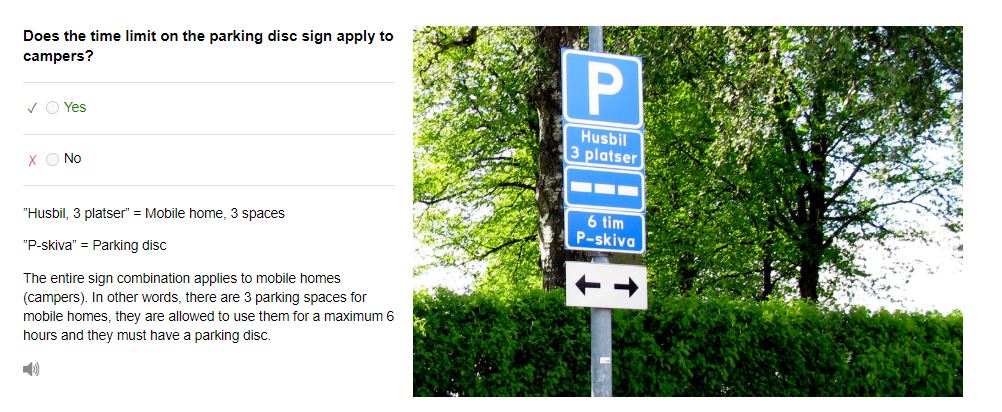 Does the time limit on the parking disc sign apply to
campers?
✓ Yes
✗ No
"Husbil, 3 platser" = Mobile home, 3 spaces
"P-skiva" = Parking disc
The entire sign combination applies to mobile homes
(campers). In other words, there are 3 parking spaces for
mobile homes, they are allowed to use them for a maximum 6
hours and they must have a parking disc.
P
Husbil
3 platser
6 tim
P-skiva